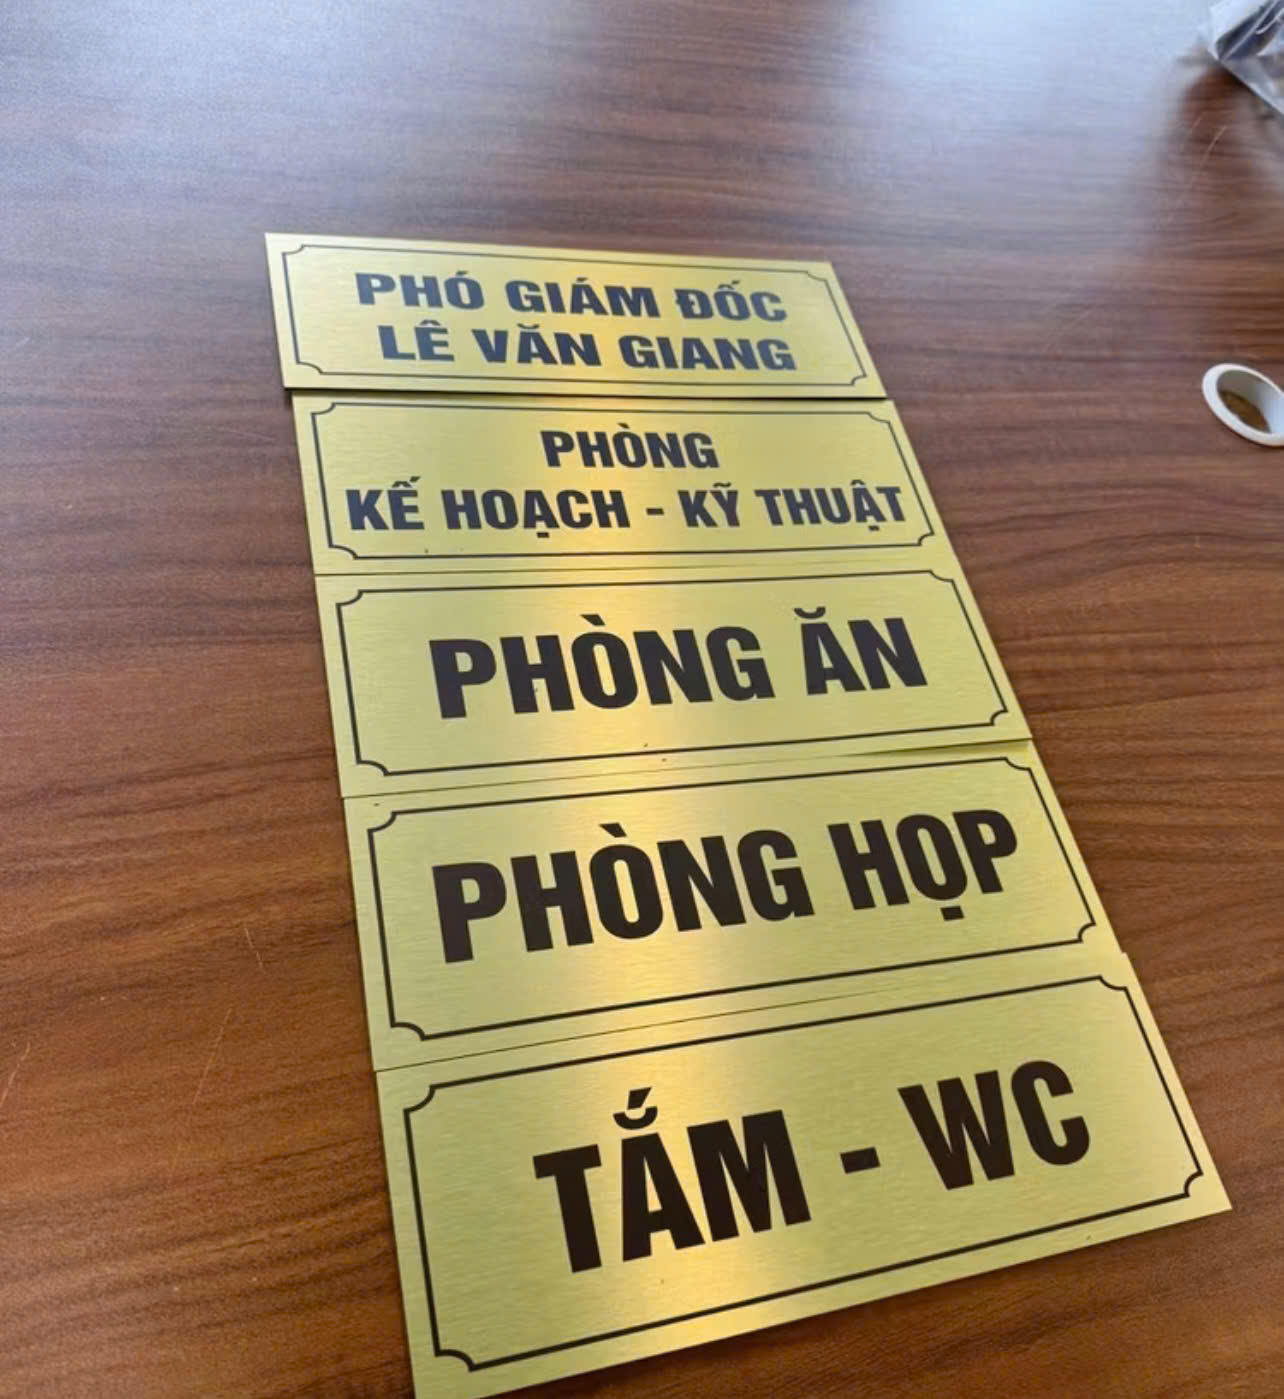 PHÓ GIÁM ĐỐC
LÊ VĂN GIANG
PHÒNG
KẾ HOẠCH - KỸ THUẬT
PHÒNG ĂN
PHÒNG HỌP
TẮM - WC